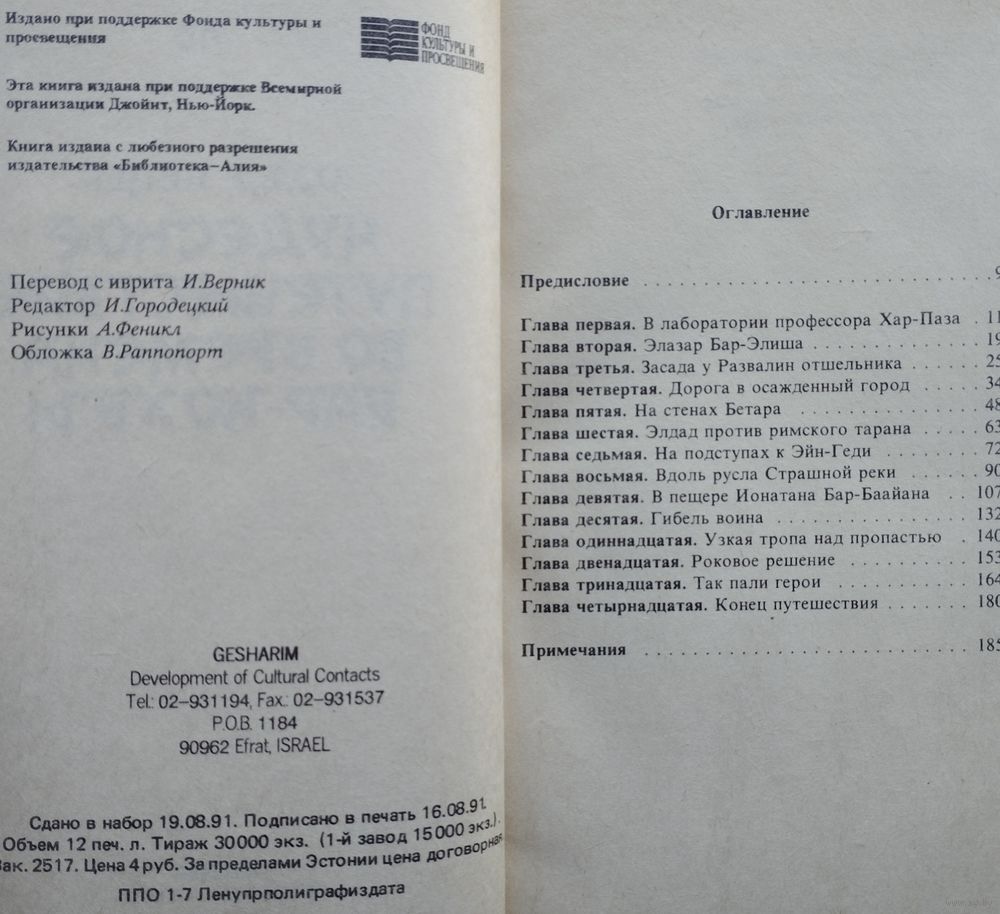 Издано при поддержке Фонда культуры и
просвещения
ФОНД
КУЛЬТУРЫ И
ПРОСВЕЩЕНИЯ
Эта книга издана при поддержке Всемирной
организации Джойнт, Нью-Йорк.
Книга издана с любезного разрешения
издательства «Библиотека—Алия»
Перевод с иврита И.Верник
Редактор И.Городецкий
Рисунки А.Феникл
Обложка В.Раппопорт
GESHARIM
Development of Cultural Contacts
Tel.: 02-931194, Fax.: 02-931537
P.O.B. 1184
90962 Efrat, ISRAEL
Сдано в набор 19.08.91. Подписано в печать 16.08.91.
Объем 12 печ. л. Тираж 30000 экз. (1-й завод 15000 экз.).
Зак. 2517. Цена 4 руб. За пределами Эстонии цена договорная
ППО 1-7 Ленупрполиграфиздата
Оглавление
Предисловие . . . 9
Глава первая. В лаборатории профессора Хар-Паза . 11
Глава вторая. Элазар Бар-Элиша . . . 19
Глава третья. Засада у Развалин отшельника . . . 25
Глава четвертая. Дорога в осажденный город . . . 34
Глава пятая. На стенах Бетара . . . 48
Глава шестая. Элдад против римского тарана . . . 63
Глава седьмая. На подступах к Эйн-Геди . . . 72
Глава восьмая. Вдоль русла Страшной реки . . . 90
Глава девятая. В пещере Ионатана Бар-Баайана . . 107
Глава десятая. Гибель воина . . . 132
Глава одиннадцатая. Узкая тропа над пропастью . 140
Глава двенадцатая. Роковое решение . . . 153
Глава тринадцатая. Так пали герои . . . 164
Глава четырнадцатая. Конец путешествия . . . 180
Примечания . . . 185